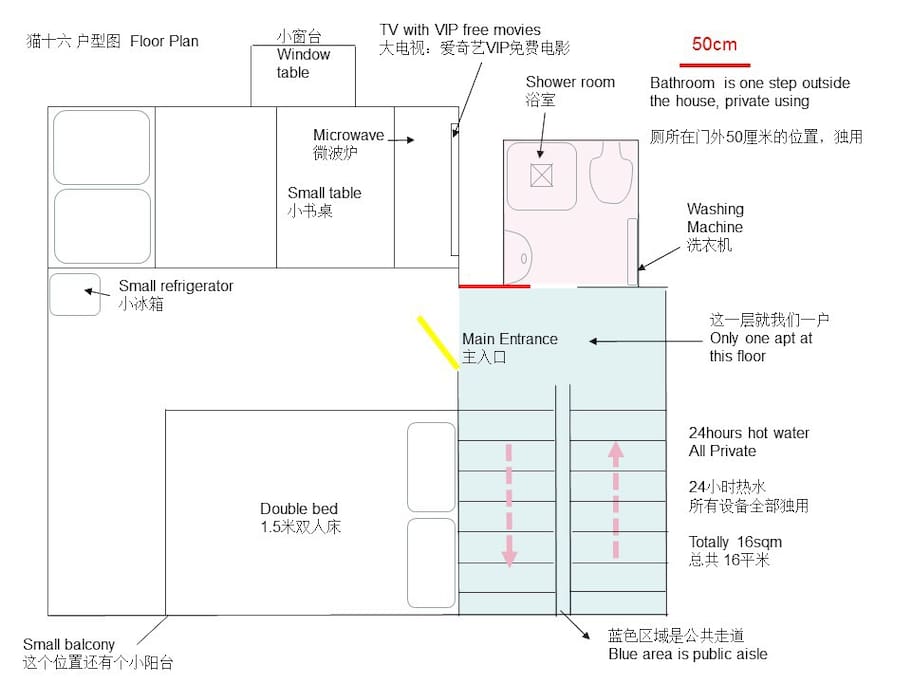 猫十六 户型图 Floor Plan
小窗台
Window
table
TV with VIP free movies
大电视：爱奇艺VIP免费电影
50cm
Shower room
浴室
Bathroom is one step outside
the house, private using
厕所在门外50厘米的位置，独用
Microwave
微波炉
Small table
小书桌
Washing
Machine
洗衣机
Small refrigerator
小冰箱
Main Entrance
主入口
这一层就我们一户
Only one apt at
this floor
24hours hot water
All Private
24小时热水
所有设备全部独用
Totally 16sqm
总共 16平米
Double bed
1.5米双人床
Small balcony
这个位置还有个小阳台
蓝色区域是公共走道
Blue area is public aisle